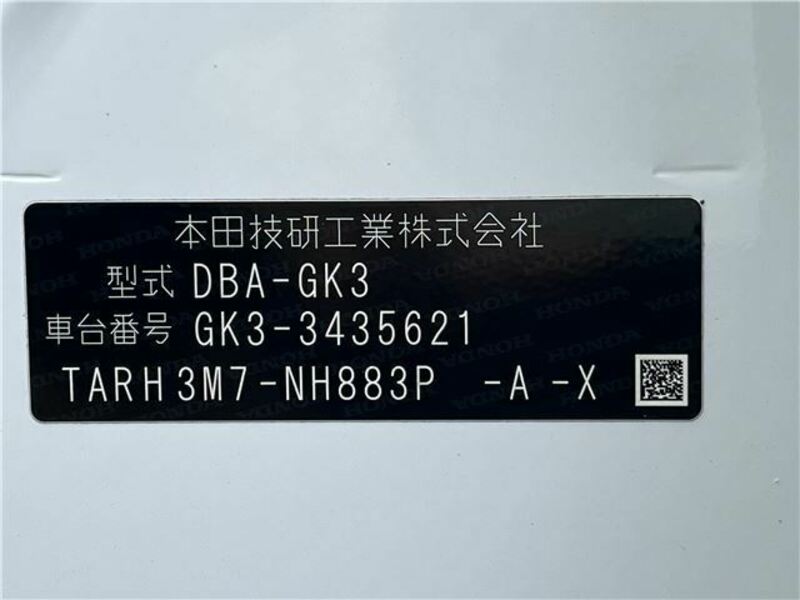 本田技研工業株式会社
型式 DBA-GK3
車台番号 GK3-3435621
TARH3M7-NH883P -A-X